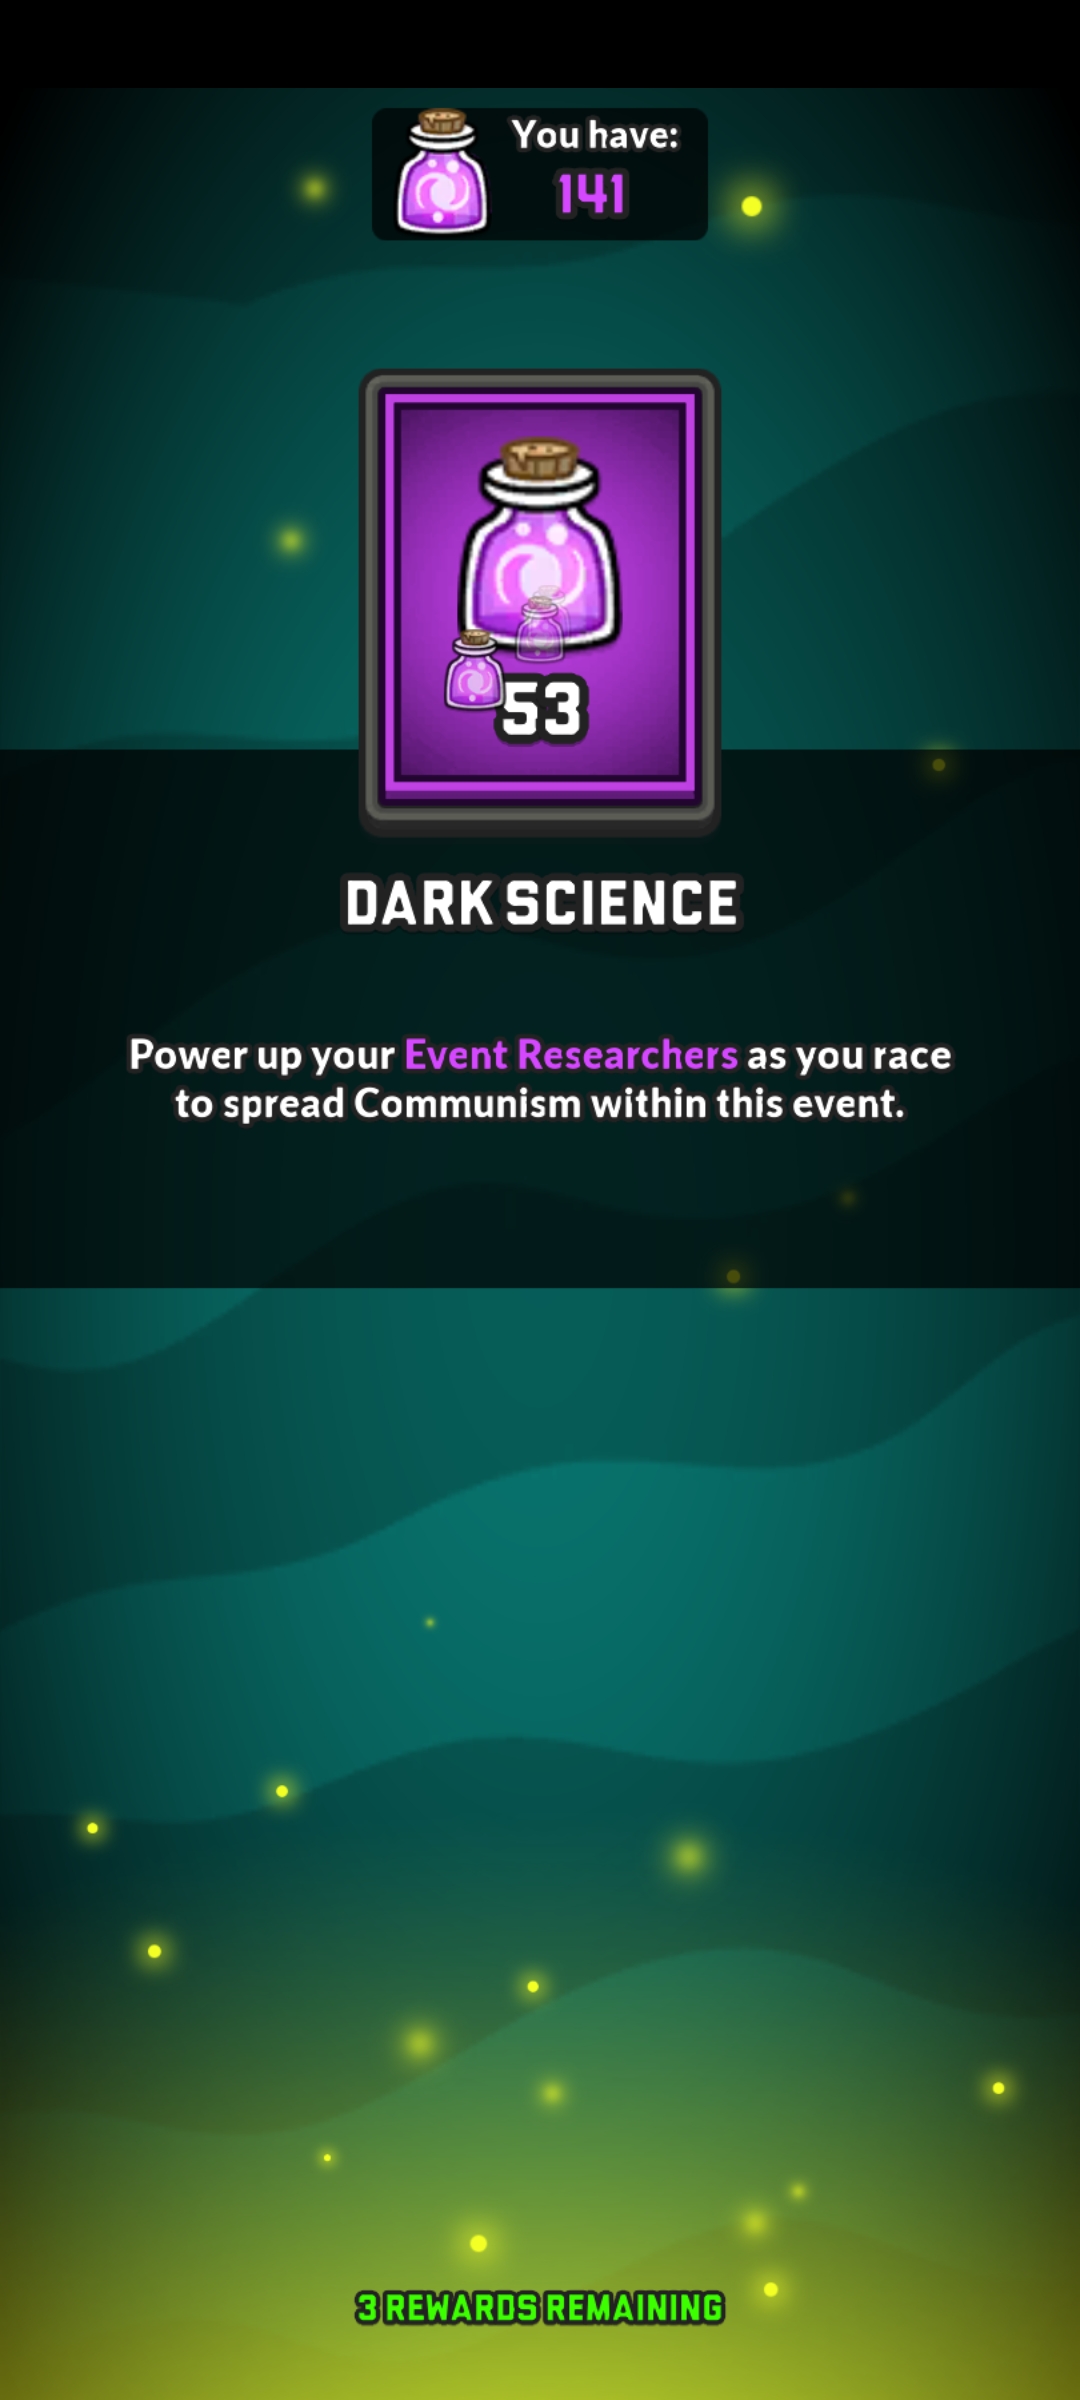 You have:
141
53
DARK SCIENCE
Power up your Event Researchers as you race
to spread Communism within this event.
3 REWARDS REMAINING